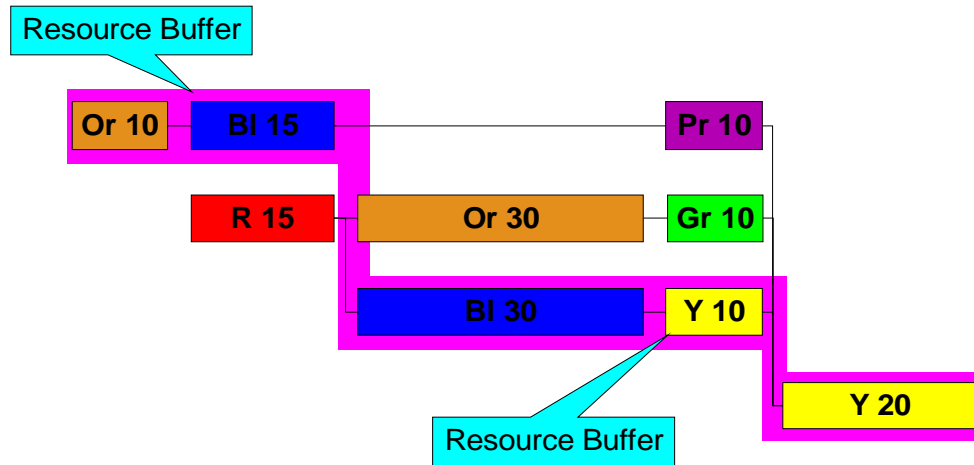 Resource Buffer
Or 10
Bl 15
Pr 10
R 15
Or 30
Gr 10
Bl 30
Y 10
Y 20
Resource Buffer